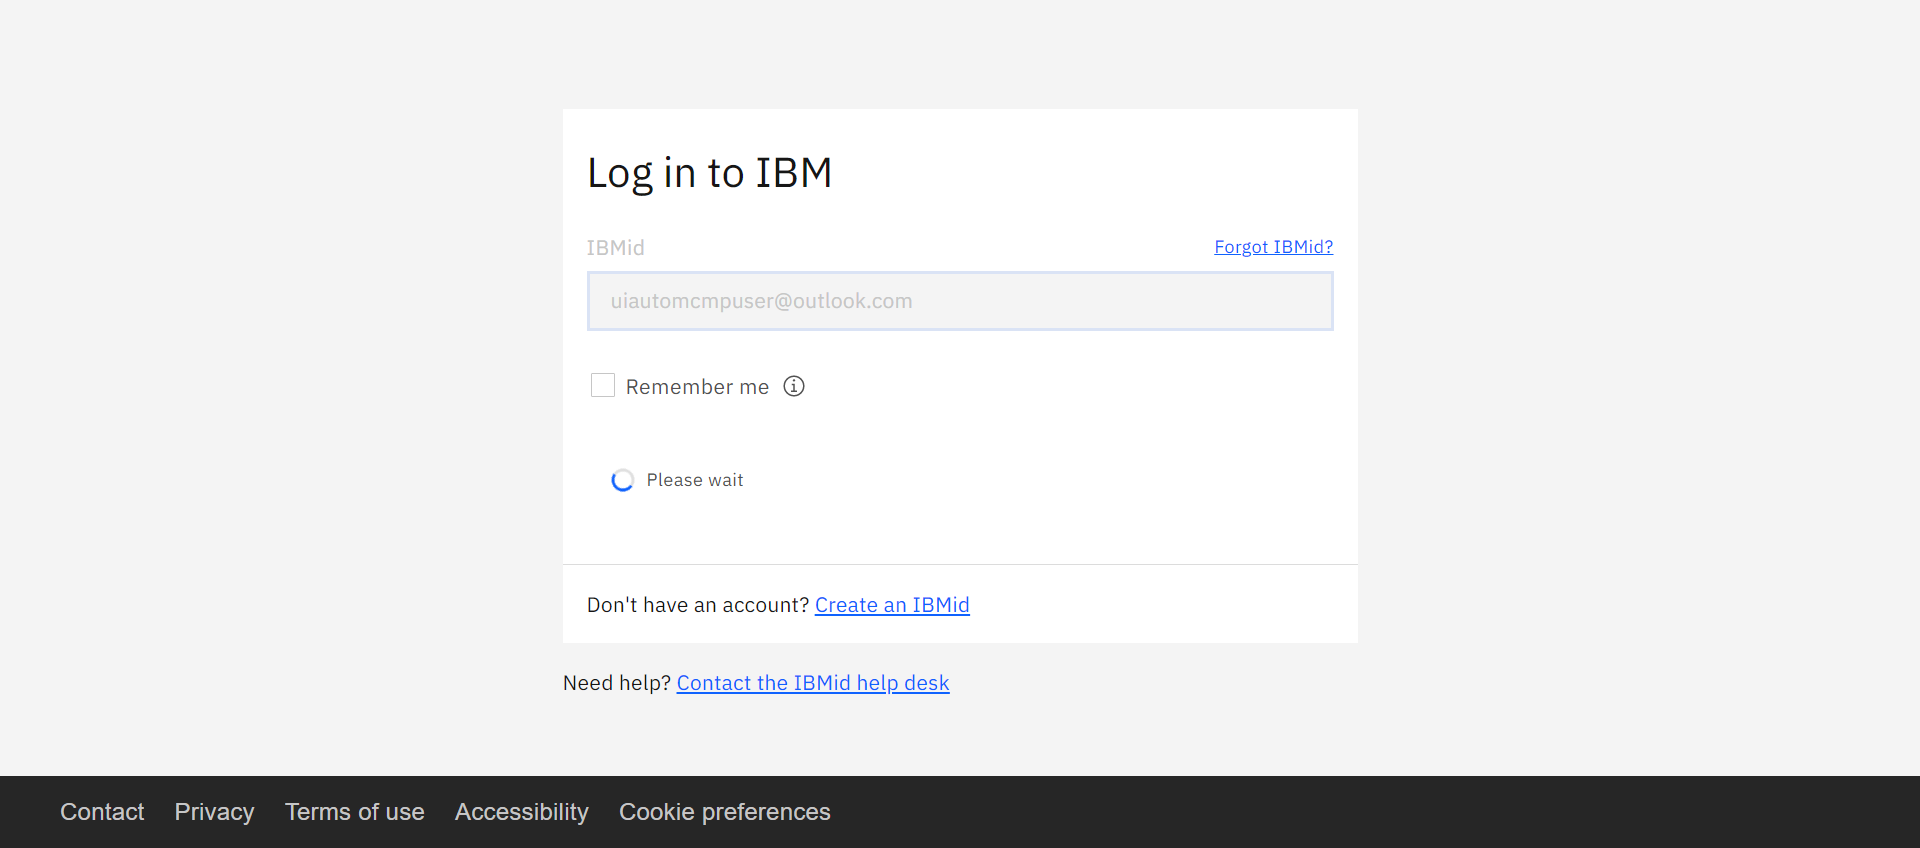 Log in to IBM
IBMid
Forgot IBMid?
uiautomcmpuser@outlook.com
Remember me
Please wait
Don't have an account? Create an IBMid
Need help? Contact the IBMid help desk
Contact Privacy Terms of use Accessibility Cookie preferences